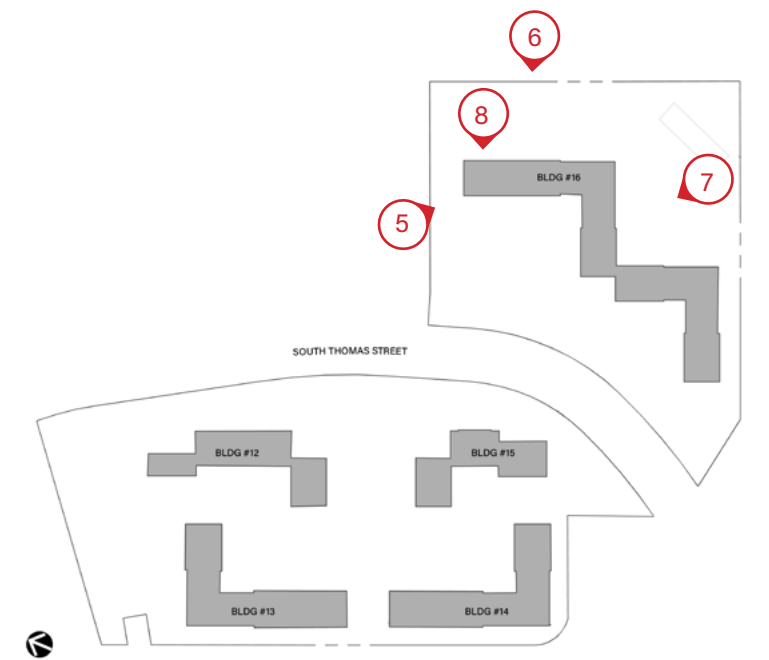 6
8
BLDG #16
7
5
SOUTH THOMAS STREET
BLDG #12
BLDG #15
BLDG #13
BLDG #14